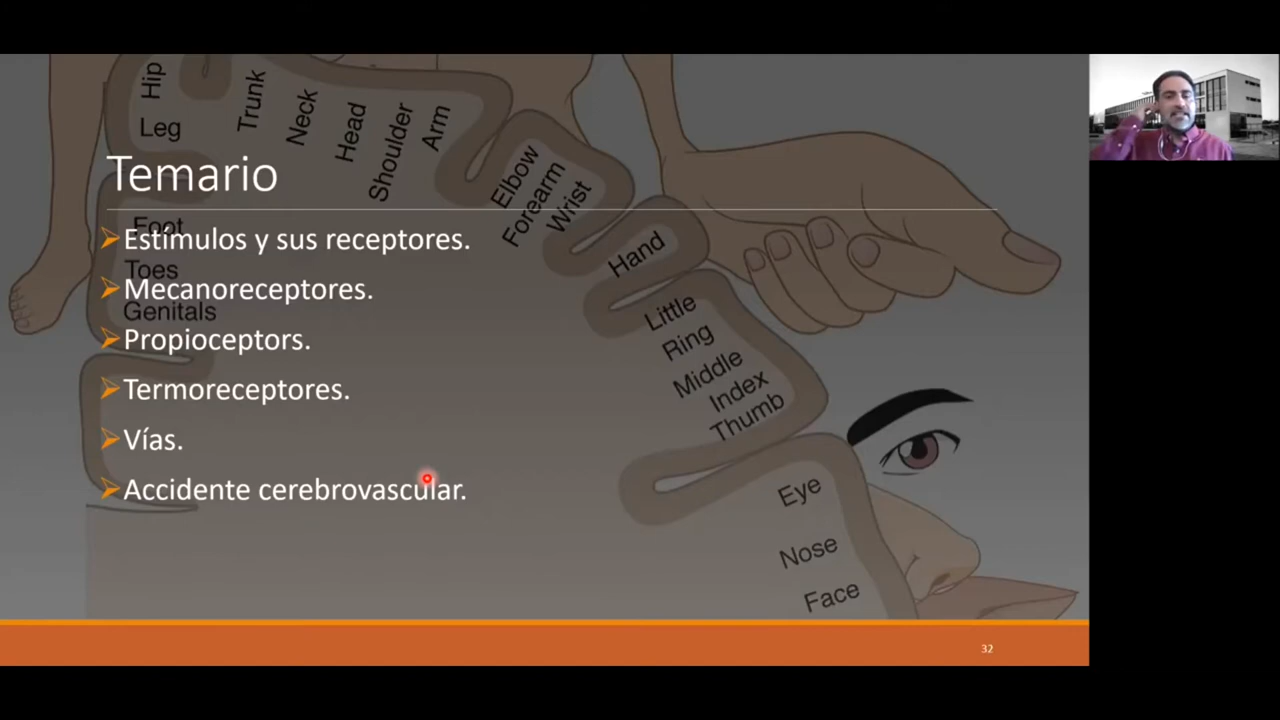 Hip
Leg
Trunk
Neck
Head
Shoulder
Arm
Elbow
Forearm
Wrist
Temario
Foot
Estímulos y sus receptores.
Hand
Toes
Mecanoreceptores.
Genitals
Little
Propioceptors.
Ring
Middle
Index
Thumb
Termoreceptores.
Vías.
Accidente cerebrovascular.
Eye
Nose
Face
32